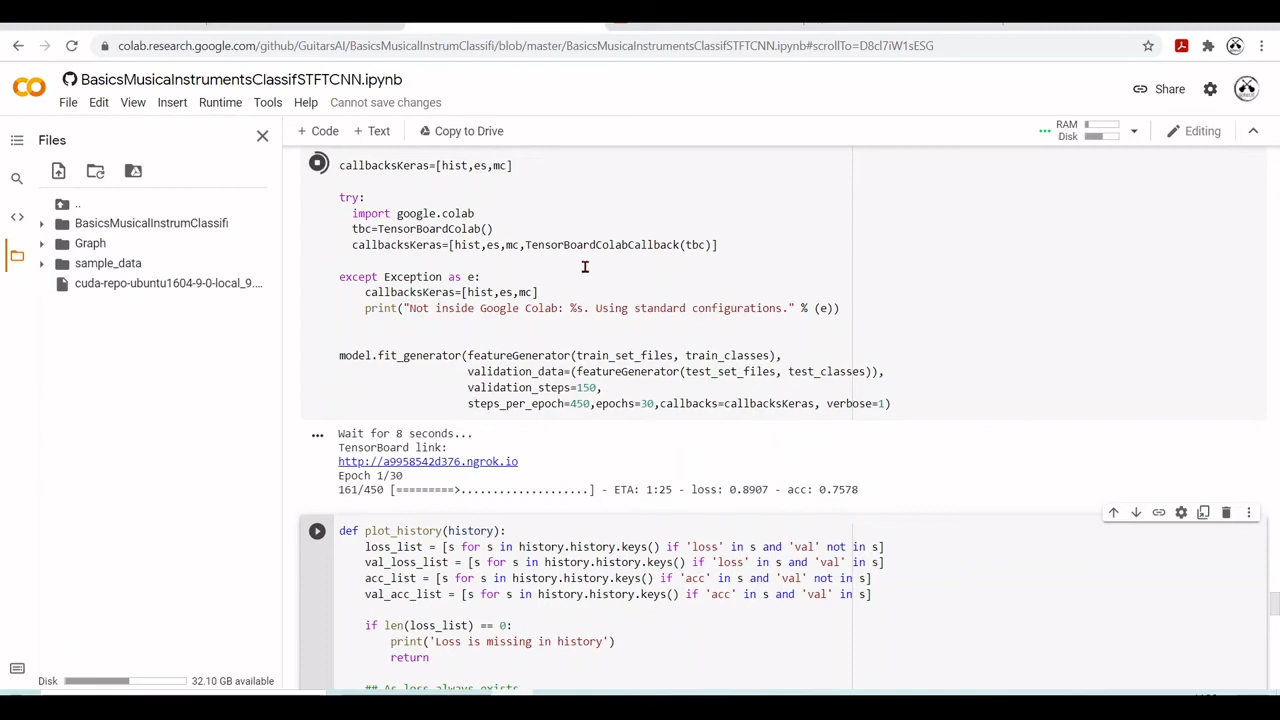 colab.research.google.com/github/GuitarsAI/BasicsMusicalInstrumClassifi/blob/master/BasicsMusicalnstrumentsClassifSTFTCNN.ipynb#scrollTo=D8cl7iW1sESG
BasicsMusicalnstrumentsClassifSTFTCNN.ipynb
Share
File Edit View Insert Runtime Tools Help Cannot save changes
Files
+ Code + Text Copy to Drive
RAM
Disk
Editing
..
BasicsMusicalInstrumClassifi
Graph
sample_data
cuda-repo-ubuntu1604-9-0-local_9....
callbacksKeras=[hist,es,mc]
try:
import google.colab
tbc=TensorBoardColab()
callbacksKeras=[hist,es,mc,TensorBoardColabCallback(tbc)]
except Exception as e:
callbacksKeras=[hist,es,mc]
print("Not inside Google Colab: %s. Using standard configurations." % (e))
model.fit_generator(featureGenerator(train_set_files, train_classes),
validation_data=(featureGenerator(test_set_files, test_classes)),
validation_steps=150,
steps_per_epoch=450,epochs=30,callbacks=callbacksKeras, verbose=1)
Wait for 8 seconds...
TensorBoard link:
http://a9958542d376.ngrok.io
Epoch 1/30
161/450 [=========>....................] - ETA: 1:25 - loss: 0.8907 - acc: 0.7578
def plot_history(history):
loss_list = [s for s in history.history.keys() if 'loss' in s and 'val' not in s]
val_loss_list = [s for s in history.history.keys() if 'loss' in s and 'val' in s]
acc_list = [s for s in history.history.keys() if 'acc' in s and 'val' not in s]
val_acc_list = [s for s in history.history.keys() if 'acc' in s and 'val' in s]
if len(loss_list) == 0:
print('Loss is missing in history')
return
## As loss always exists
Disk 32.10 GB available